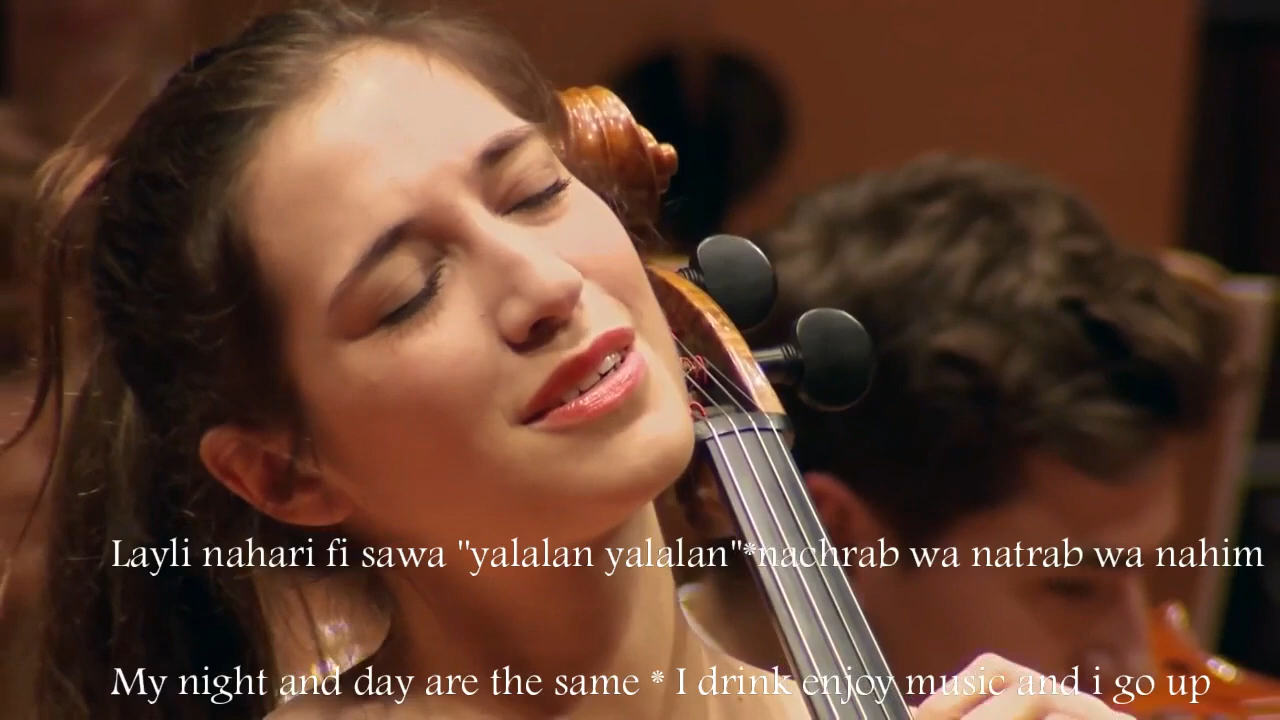 Layli nahari fi sawa "yalalan yalalan"*nachrab wa natrab wa nahim
My night and day are the same * I drink enjoy music and i go up